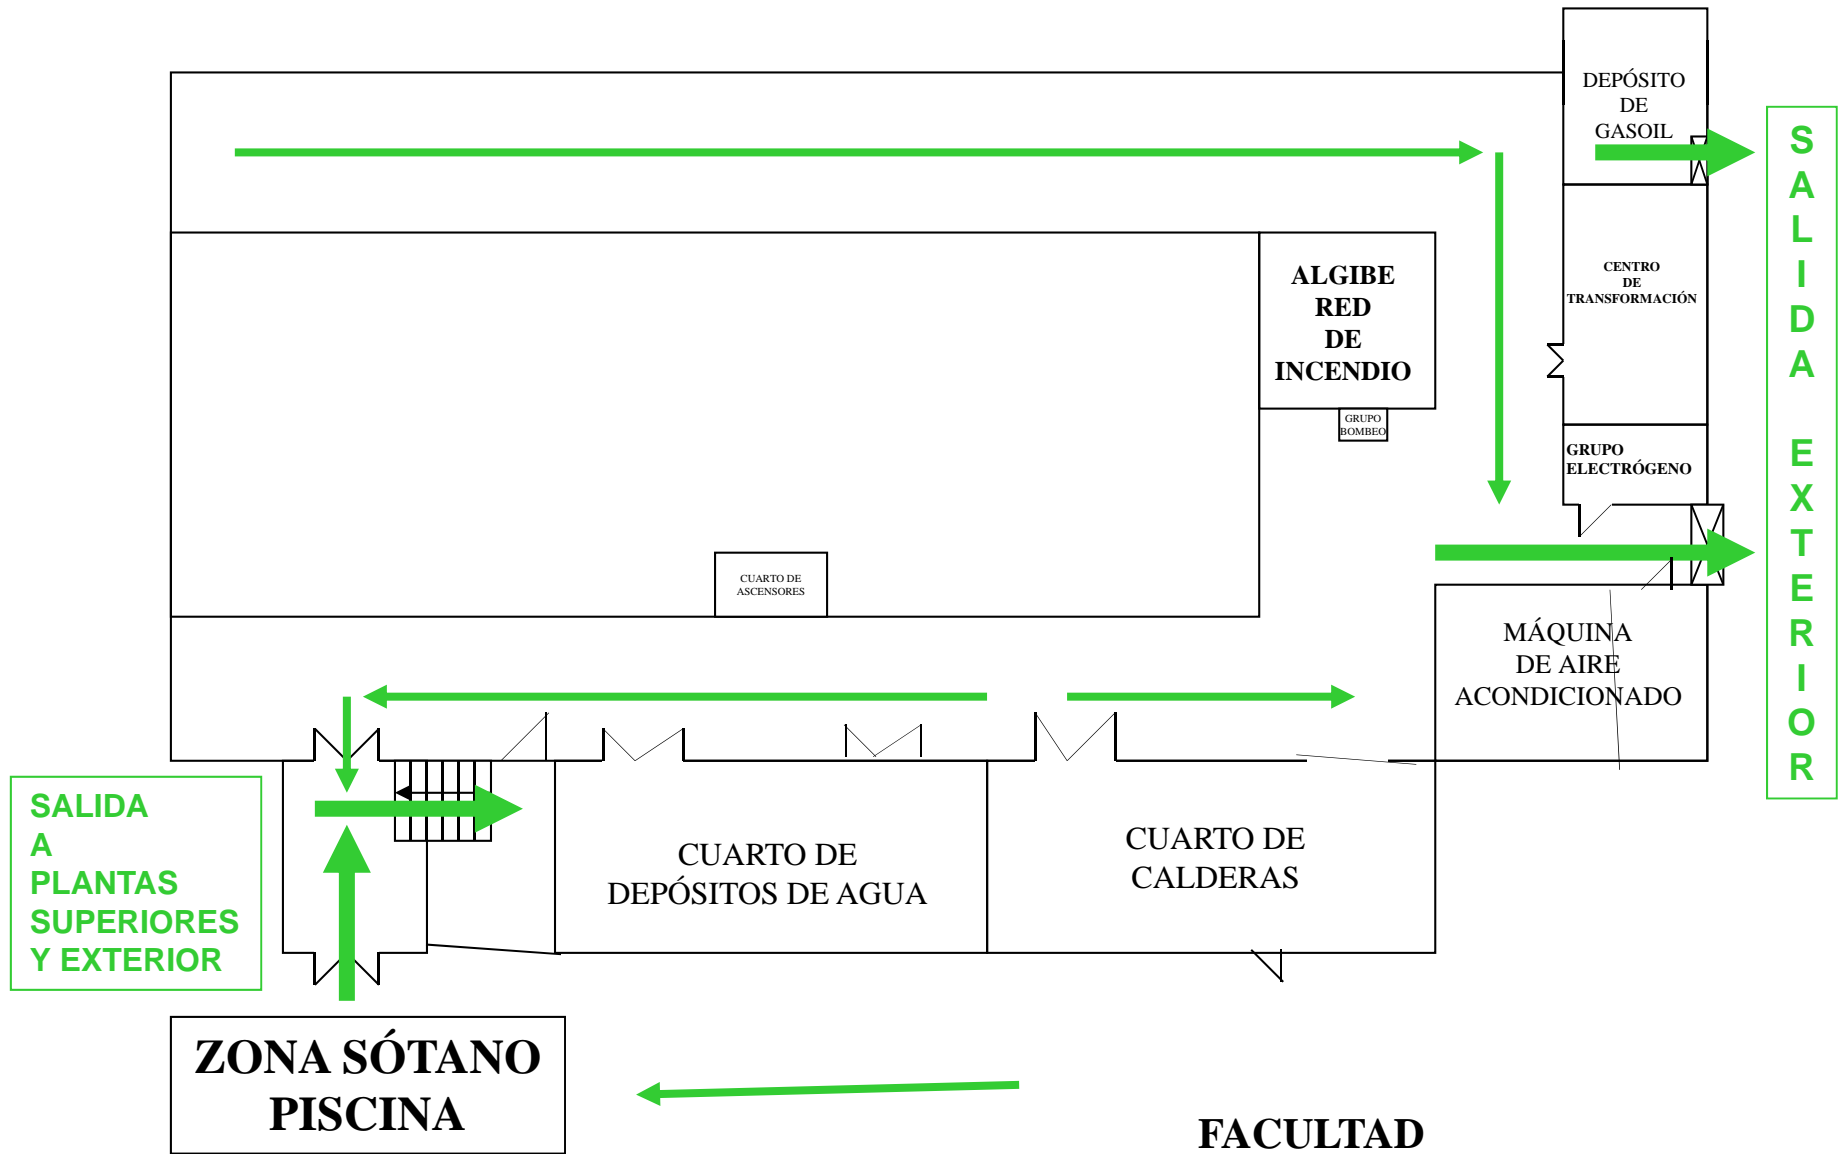 DEPÓSITO
DE
GASOIL
S
A
L
I
D
A
E
X
T
E
R
I
O
R
CENTRO
DE
TRANSFORMACIÓN
ALGIBE
RED
DE
INCENDIO
GRUPO
BOMBEO
GRUPO
ELECTRÓGENO
CUARTO DE
ASCENSORES
MÁQUINA
DE AIRE
ACONDICIONADO
SALIDA
A
PLANTAS
SUPERIORES
Y EXTERIOR
CUARTO DE
DEPÓSITOS DE AGUA
CUARTO DE
CALDERAS
ZONA SÓTANO
PISCINA
FACULTAD